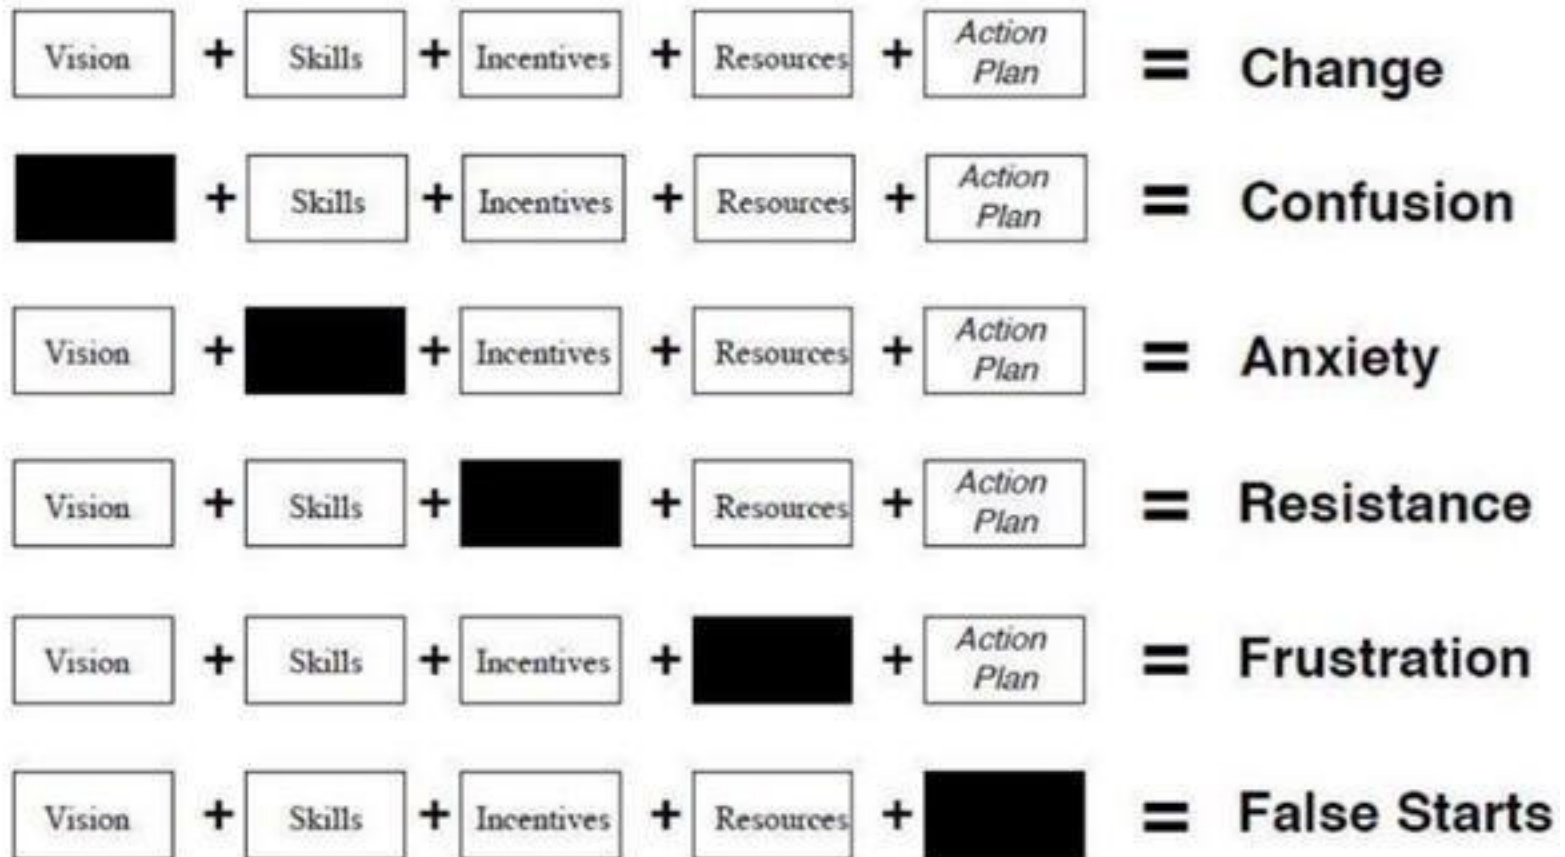 Vision + Skills + Incentives + Resources + Action Plan = Change
+ Skills + Incentives + Resources + Action Plan = Confusion
Vision + + Incentives + Resources + Action Plan = Anxiety
Vision + Skills + + Resources + Action Plan = Resistance
Vision + Skills + Incentives + + Action Plan = Frustration
Vision + Skills + Incentives + Resources + = False Starts